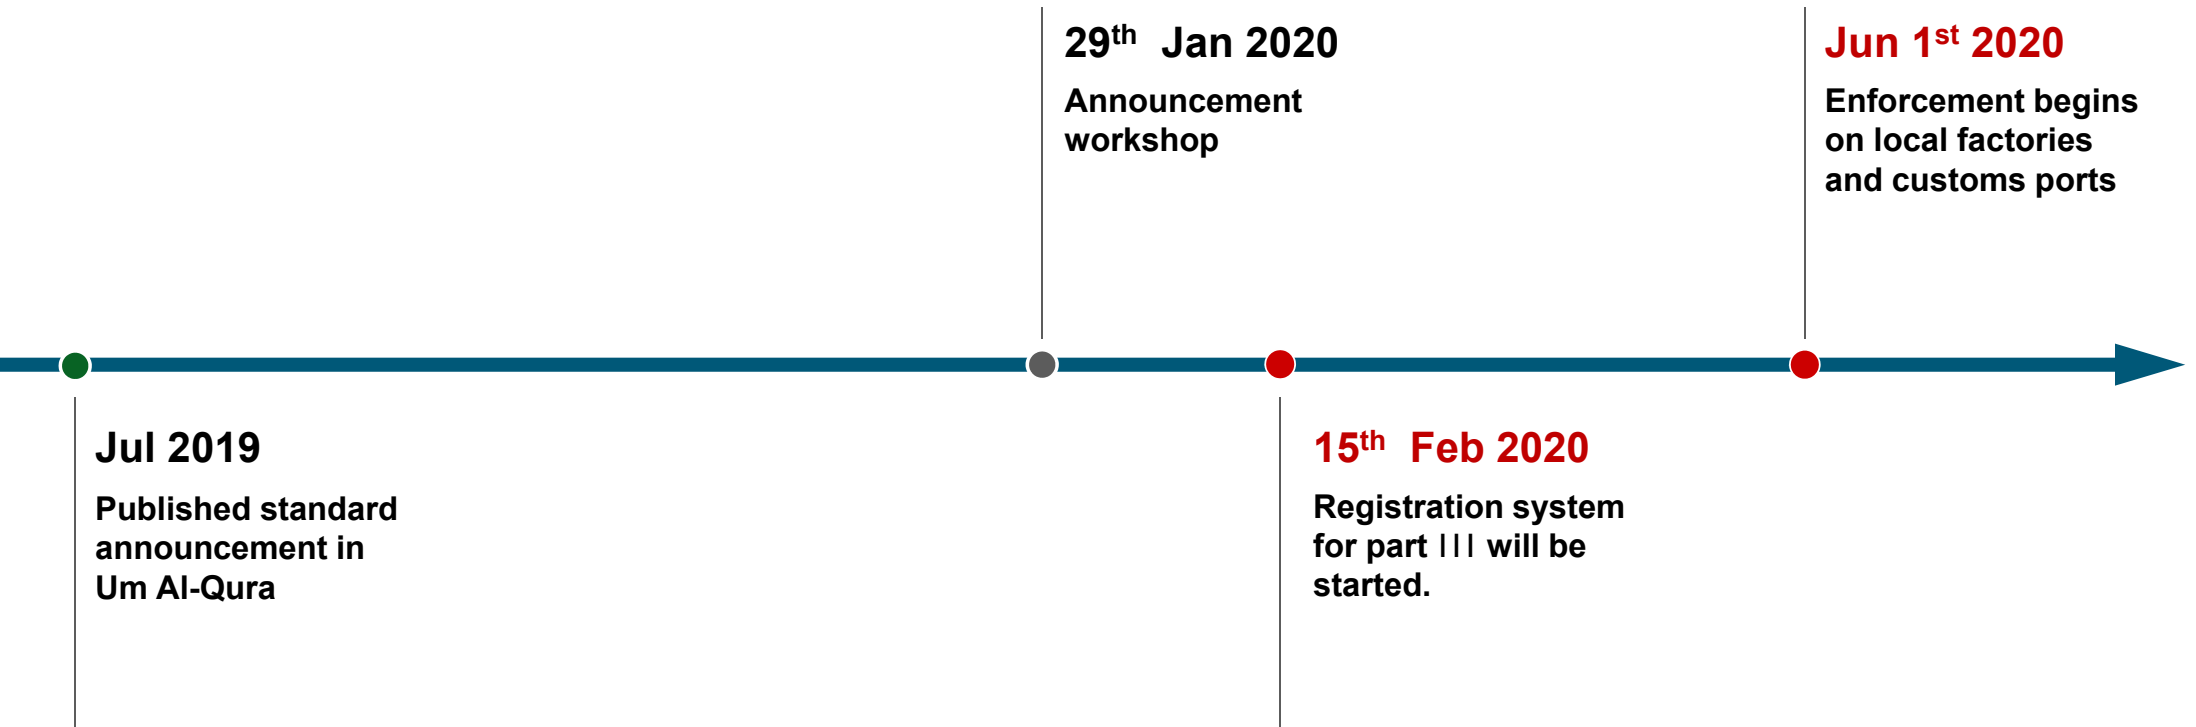 29th Jan 2020
Announcement
workshop
Jun 1st 2020
Enforcement begins
on local factories
and customs ports
Jul 2019
Published standard
announcement in
Um Al-Qura
15th Feb 2020
Registration system
for part III will be
started.